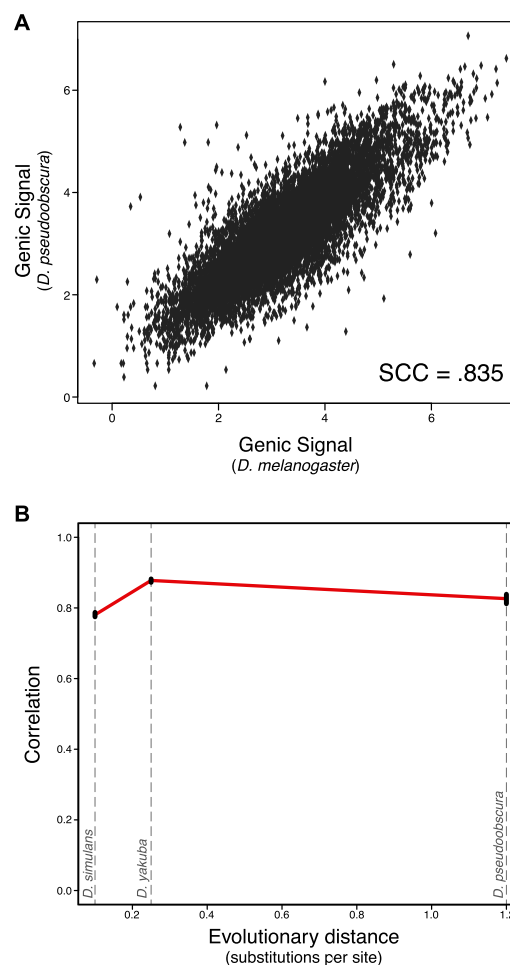 A
6
4
2
0
Genic Signal
(D. pseudoobscura)
SCC = .835
0
2
4
6
Genic Signal
(D. melanogaster)
B
1.0
0.8
0.6
0.4
0.2
0.0
Correlation
D. simulans
D. yakuba
D. pseudoobscura
0.2
0.4
0.6
0.8
1.0
1.2
Evolutionary distance
(substitutions per site)